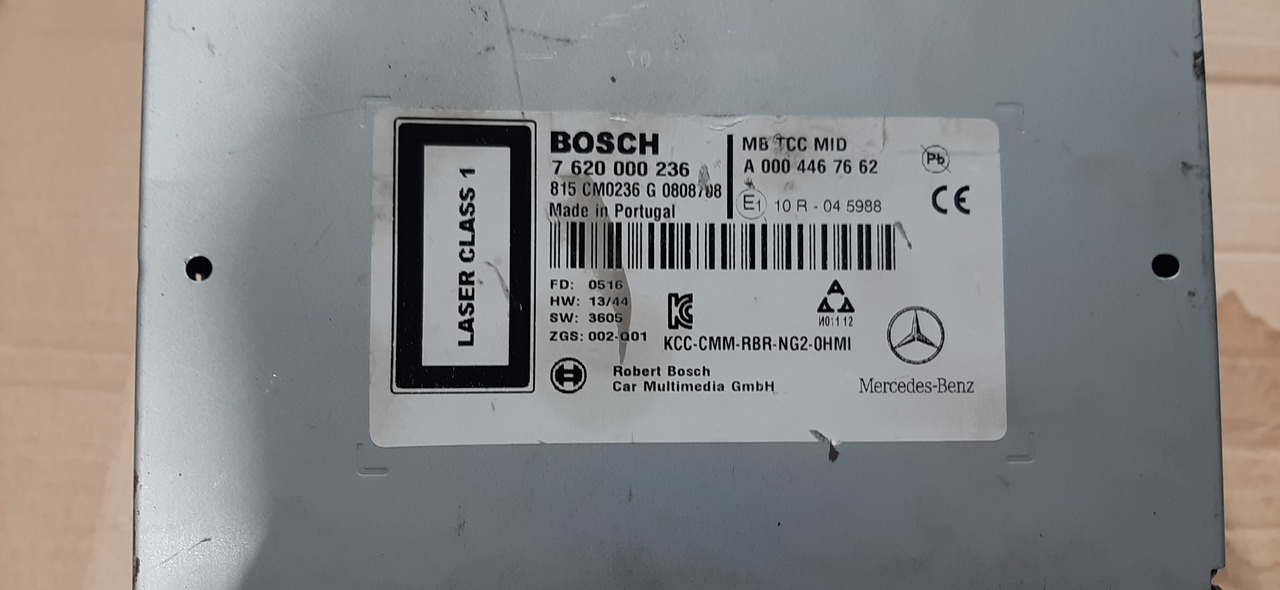 LASER CLASS 1
BOSCH
7 620 000 236
815 CM0236 G 0808708
Made in Portugal
MB TCC MID
A 000 446 76 62
Pb
E1 10 R - 04 5988
CE
FD: 0516
HW: 13/44
SW: 3605
ZGS: 002-Q01
KCC-CMM-RBR-NG2-0HMI
Robert Bosch
Car Multimedia GmbH
Mercedes-Benz